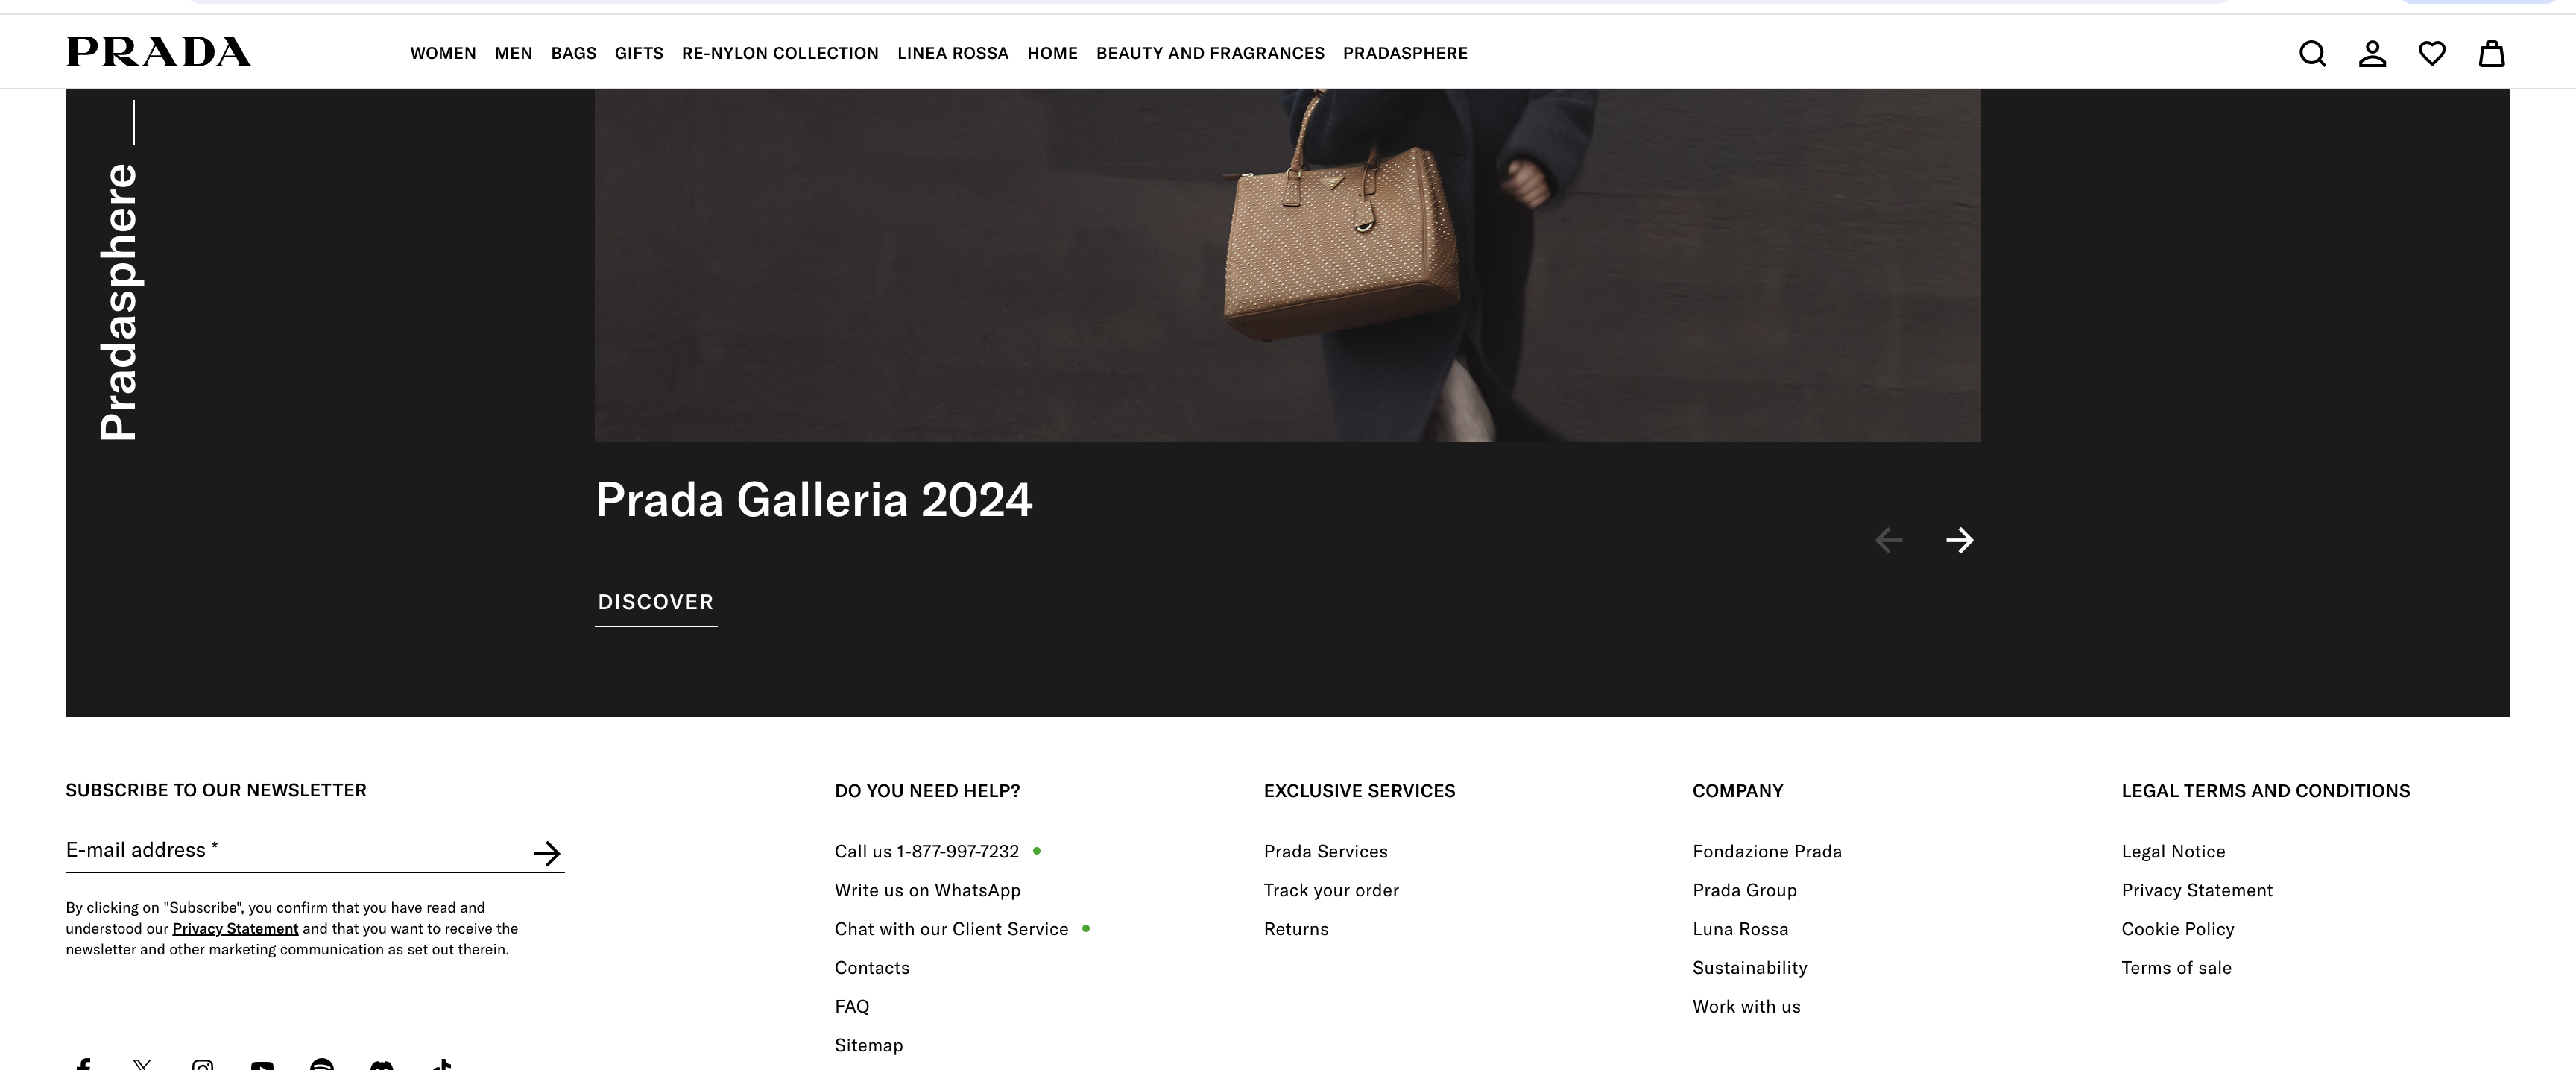 PRADA
WOMEN MEN BAGS GIFTS RE-NYLON COLLECTION LINEA ROSSA HOME BEAUTY AND FRAGRANCES PRADASPHERE
Pradasphere
Prada Galleria 2024
DISCOVER
SUBSCRIBE TO OUR NEWSLETTER
E-mail address *
By clicking on "Subscribe", you confirm that you have read and
understood our Privacy Statement and that you want to receive the
newsletter and other marketing communication as set out therein.
DO YOU NEED HELP?
Call us 1-877-997-7232
Write us on WhatsApp
Chat with our Client Service
Contacts
FAQ
Sitemap
EXCLUSIVE SERVICES
Prada Services
Track your order
Returns
COMPANY
Fondazione Prada
Prada Group
Luna Rossa
Sustainability
Work with us
LEGAL TERMS AND CONDITIONS
Legal Notice
Privacy Statement
Cookie Policy
Terms of sale